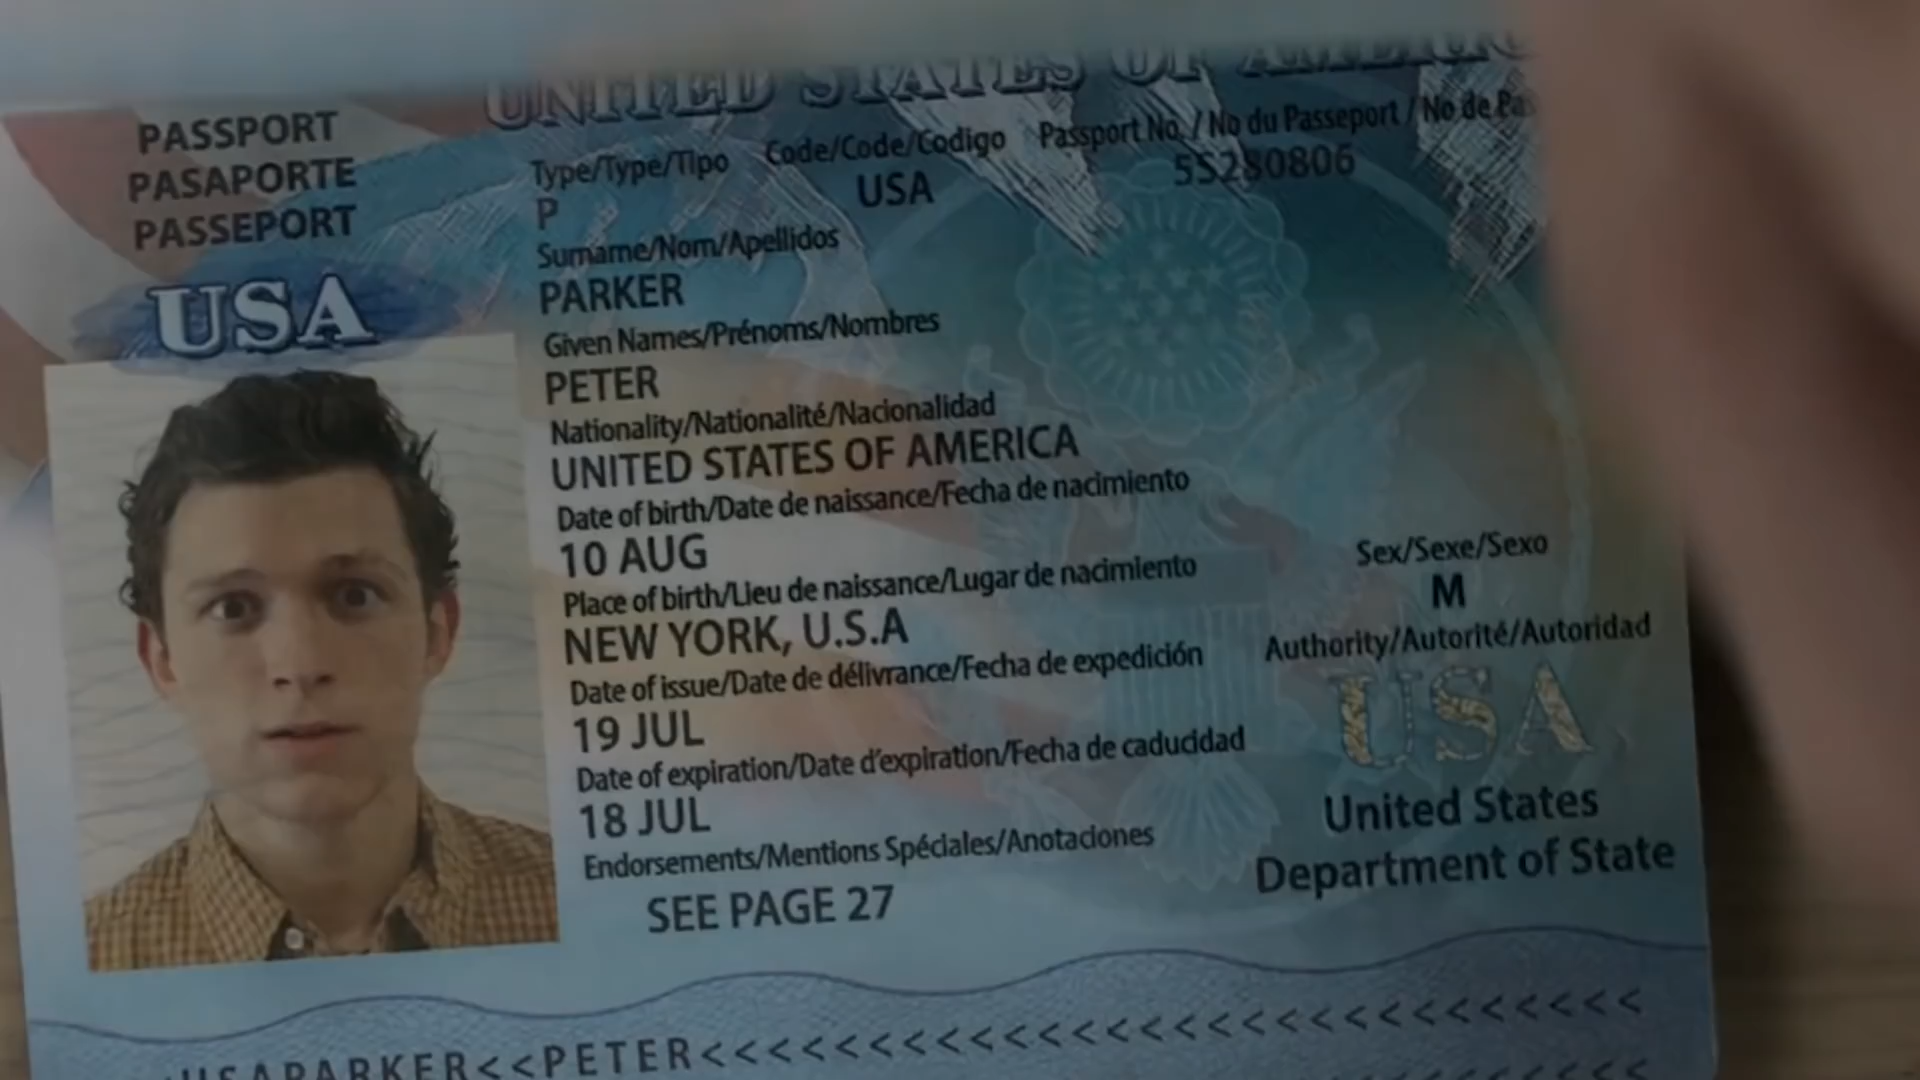 UNITED STATES OF AMERICA
PASSPORT
PASAPORTE
PASSEPORT
USA
Type/Type/Tipo
P
Code/Code/Codigo
USA
Passport No. / No du Passeport / No de Pa
55280806
Surname/Nom/Apellidos
PARKER
Given Names/Prénoms/Nombres
PETER
Nationality/Nationalité/Nacionalidad
UNITED STATES OF AMERICA
Date of birth/Date de naissance/Fecha de nacimiento
10 AUG
Place of birth/Lieu de naissance/Lugar de nacimiento
NEW YORK, U.S.A
Date of issue/Date de délivrance/Fecha de expedición
19 JUL
Date of expiration/Date d'expiration/Fecha de caducidad
18 JUL
Endorsements/Mentions Spéciales/Anotaciones
SEE PAGE 27
Sex/Sexe/Sexo
M
Authority/Autorité/Autoridad
USA
United States
Department of State
USAPARKER<<PETER<<<<<<<<<<<<<<<<<<<<<<<<<<<<